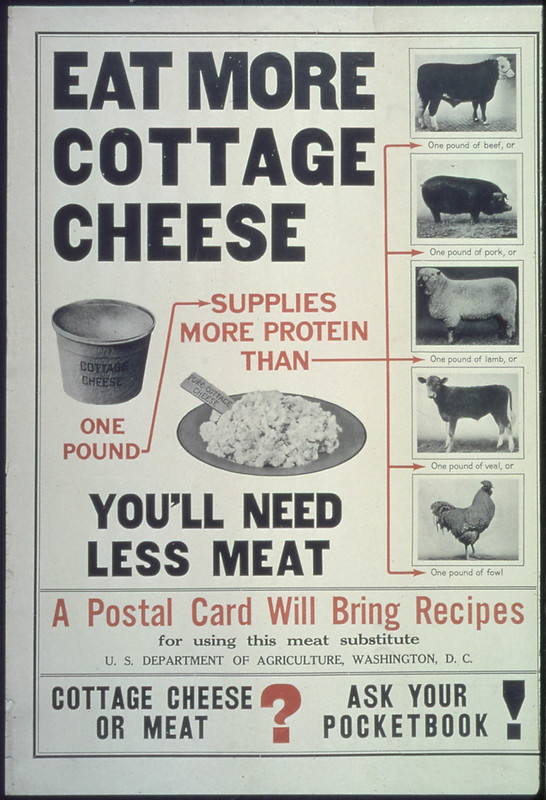 EAT MORE
COTTAGE
CHEESE
COTTAGE
CHEESE
ONE
POUND
SUPPLIES
MORE PROTEIN
THAN
PURE COTTAGE
CHEESE
One pound of beef, or
One pound of pork, or
One pound of lamb, or
One pound of veal, or
One pound of fowl
YOU'LL NEED
LESS MEAT
A Postal Card Will Bring Recipes
for using this meat substitute
U. S. DEPARTMENT OF AGRICULTURE, WASHINGTON, D. C.
COTTAGE CHEESE
OR MEAT ?
ASK YOUR
POCKETBOOK !